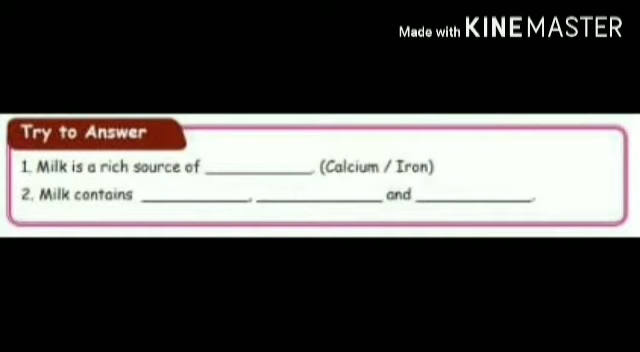 Made with KINEMASTER
Try to Answer
1. Milk is a rich source of ____________. (Calcium / Iron)
2. Milk contains ____________, ______________ and _____________.